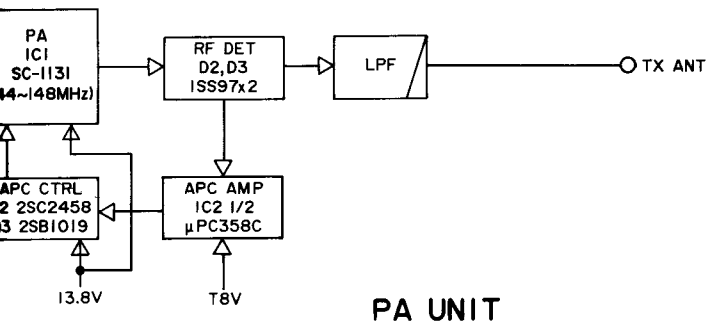 PA
IC1
SC-1131
44~148MHz)
RF DET
D2,D3
1SS97x2
LPF
TX ANT
APC CTRL
2 2SC2458
3 2SB1019
APC AMP
IC2 1/2
μPC358C
13.8V
T8V
PA UNIT